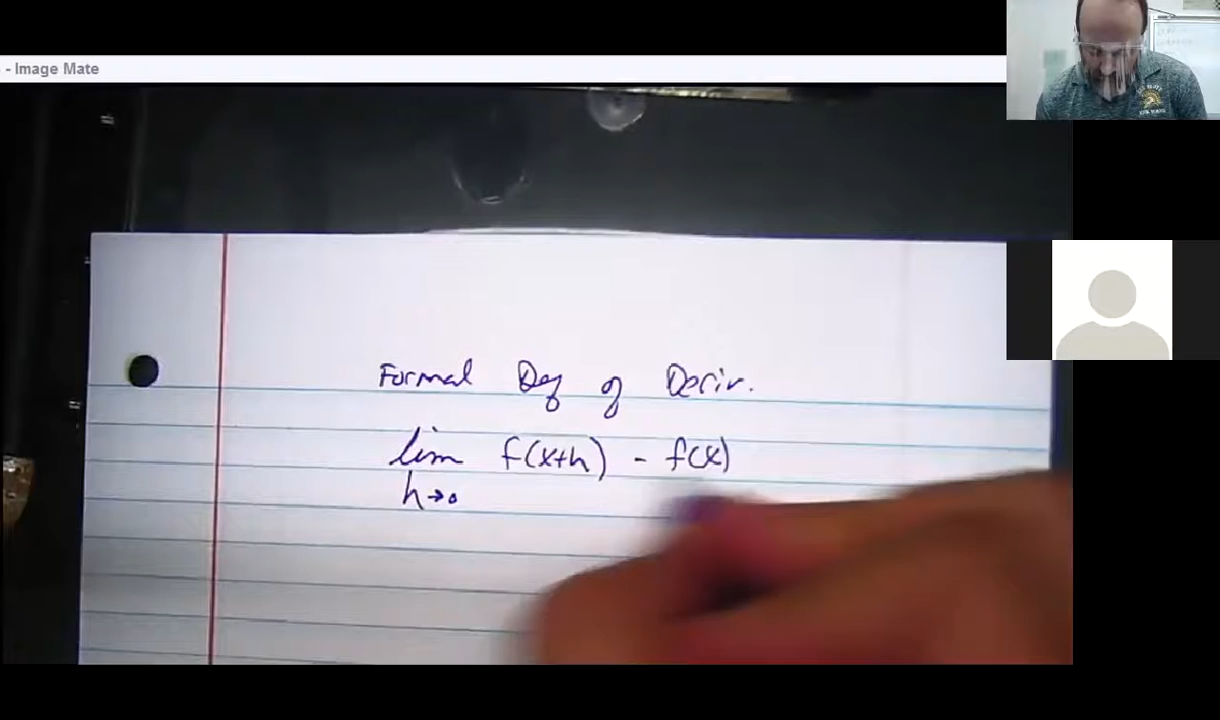 - Image Mate
Formal Def of Deriv.
lim f(x+h) - f(x)
h→0